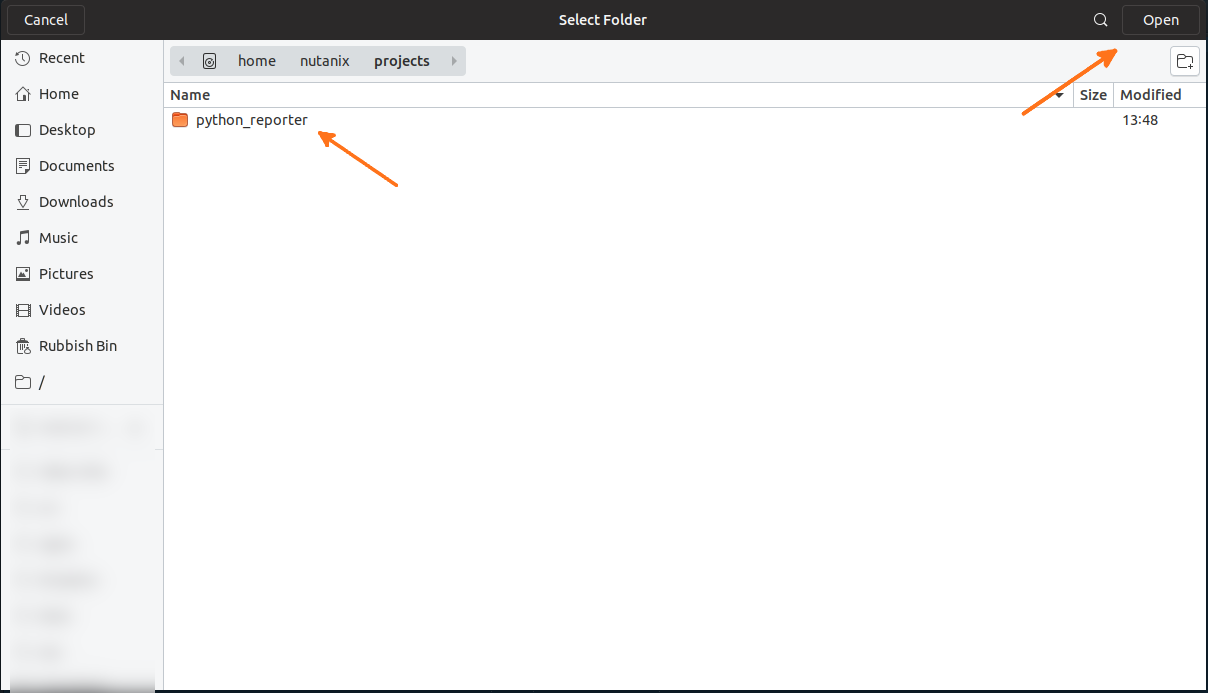 Cancel Select Folder Open
home nutanix projects
Recent
Home
Desktop
Documents
Downloads
Music
Pictures
Videos
Rubbish Bin
/
Name Size Modified
python_reporter 13:48